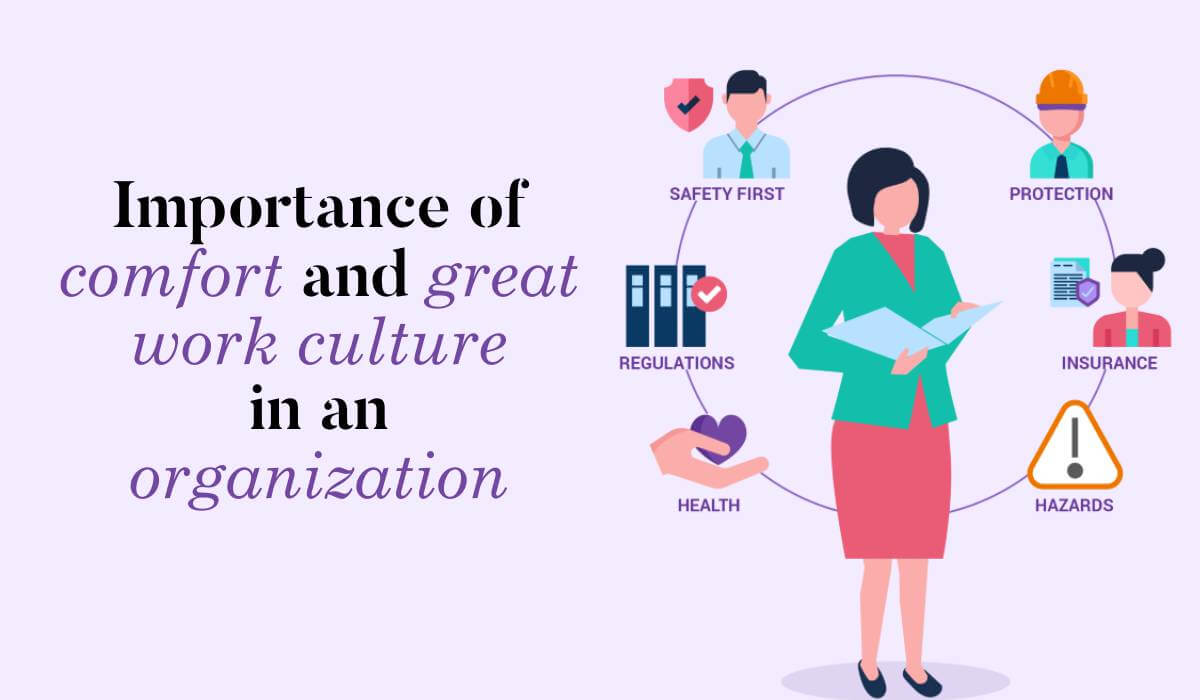 Importance of
comfort and great
work culture
in an
organization
SAFETY FIRST
PROTECTION
REGULATIONS
INSURANCE
HEALTH
HAZARDS